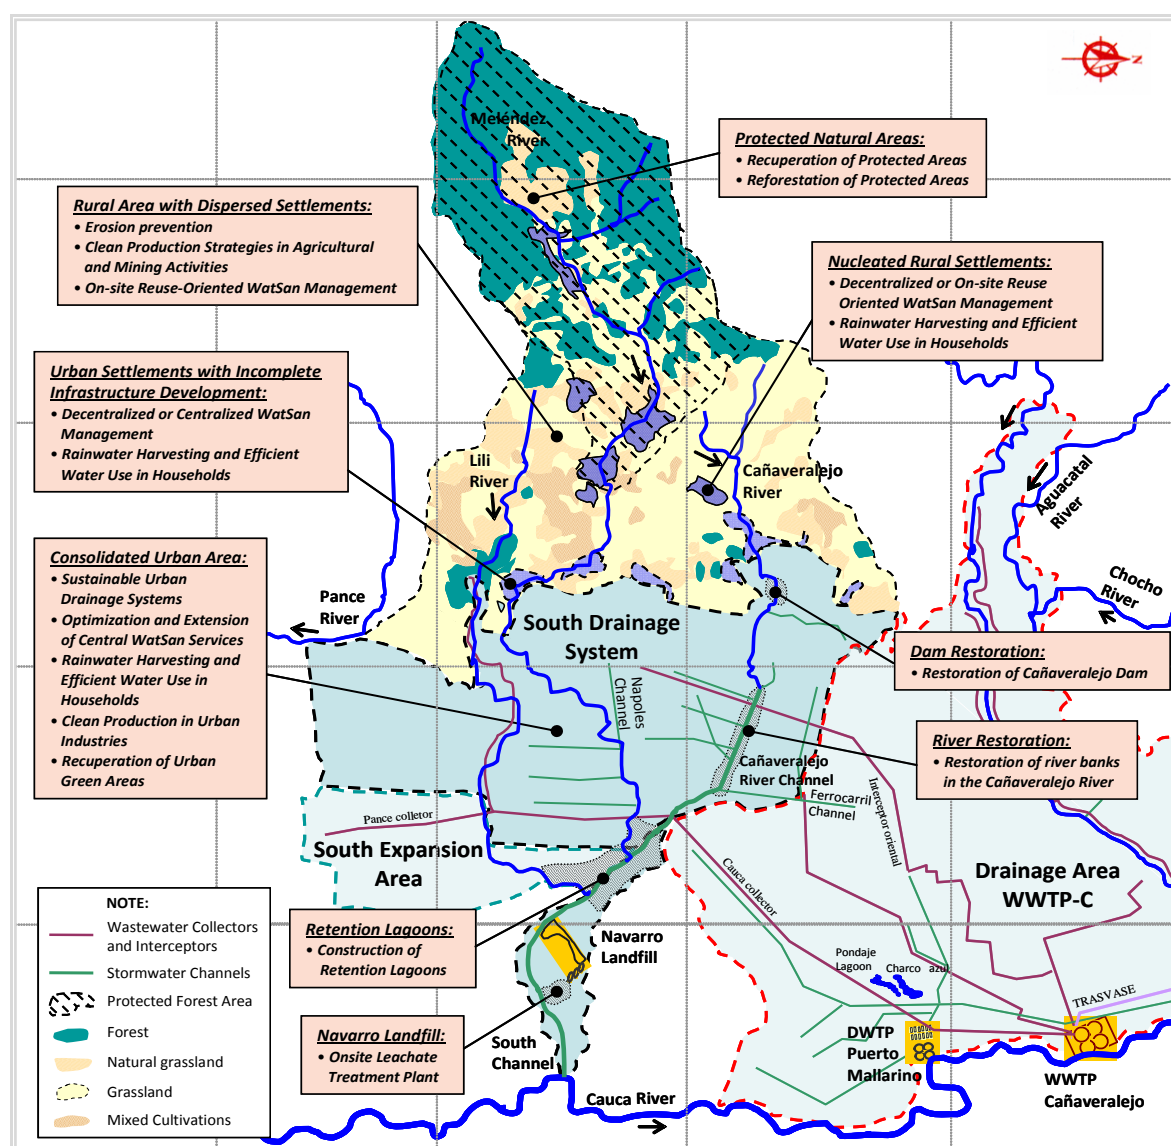 N
Meléndez
River
Protected Natural Areas:
• Recuperation of Protected Areas
• Reforestation of Protected Areas
Rural Area with Dispersed Settlements:
• Erosion prevention
• Clean Production Strategies in Agricultural
and Mining Activities
• On-site Reuse-Oriented WatSan Management
Nucleated Rural Settlements:
• Decentralized or On-site Reuse
Oriented WatSan Management
• Rainwater Harvesting and Efficient
Water Use in Households
Urban Settlements with Incomplete
Infrastructure Development:
• Decentralized or Centralized WatSan
Management
• Rainwater Harvesting and Efficient
Water Use in Households
Lili
River
Cañaveralejo
River
Aguacatal
River
Chocho
River
Pance
River
Consolidated Urban Area:
• Sustainable Urban
Drainage Systems
• Optimization and Extension
of Central WatSan Services
• Rainwater Harvesting and
Efficient Water Use in
Households
• Clean Production in Urban
Industries
• Recuperation of Urban
Green Areas
South Drainage
System
Dam Restoration:
• Restoration of Cañaveralejo Dam
Napoles
Channel
River Restoration:
• Restoration of river banks
in the Cañaveralejo River
Cañaveralejo
River Channel
Ferrocarril
Channel
Interceptor oriental
Pance colletor
South Expansion
Area
Cauca collector
Drainage Area
WWTP-C
Retention Lagoons:
• Construction of
Retention Lagoons
Navarro
Landfill
Pondaje
Lagoon
Charco azul
TRASVASE
Navarro Landfill:
• Onsite Leachate
Treatment Plant
South
Channel
DWTP
Puerto
Mallarino
WWTP
Cañaveralejo
Cauca River
NOTE:
Wastewater Collectors
and Interceptors
Stormwater Channels
Protected Forest Area
Forest
Natural grassland
Grassland
Mixed Cultivations